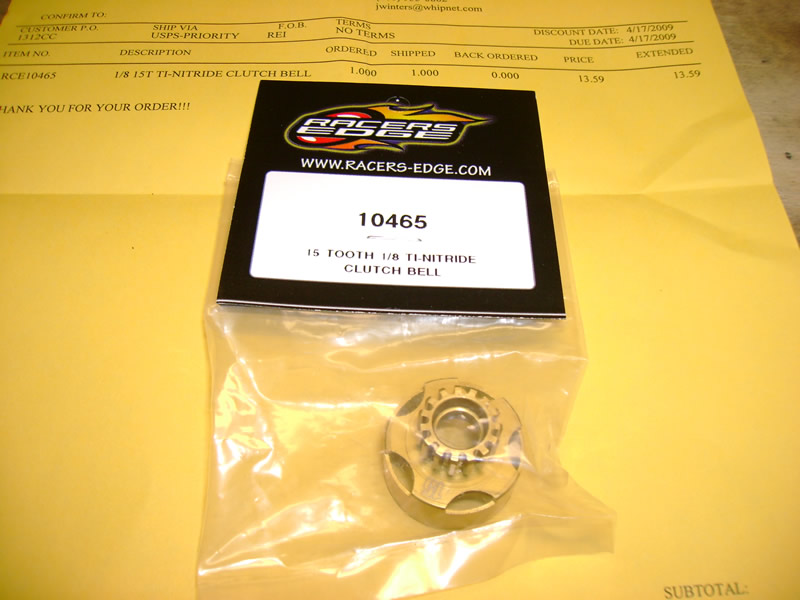 CONFIRM TO:
jwinters@whipnet.com
CUSTOMER P.O. SHIP VIA F.O.B. TERMS DISCOUNT DATE: 4/17/2009
1312CC USPS-PRIORITY REI NO TERMS DUE DATE: 4/17/2009
ITEM NO. DESCRIPTION ORDERED SHIPPED BACK ORDERED PRICE EXTENDED
RCE10465 1/8 15T TI-NITRIDE CLUTCH BELL 1.000 1.000 0.000 13.59 13.59
HANK YOU FOR YOUR ORDER!!!
RACERS
EDGE
WWW.RACERS-EDGE.COM
10465
15 TOOTH 1/8 TI-NITRIDE
CLUTCH BELL
SUBTOTAL: